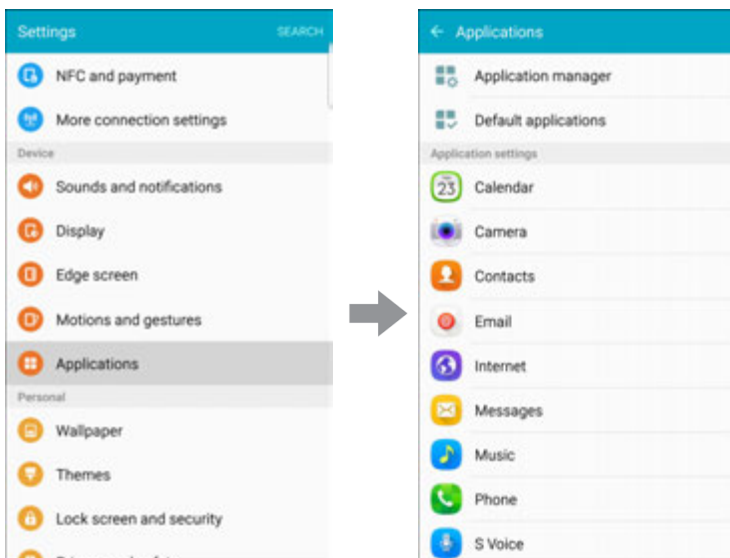 Settings
SEARCH
NFC and payment
More connection settings
Device
Sounds and notifications
Display
Edge screen
Motions and gestures
Applications
Personal
Wallpaper
Themes
Lock screen and security
Applications
Application manager
Default applications
Application settings
23
Calendar
Camera
Contacts
Email
Internet
Messages
Music
Phone
S Voice